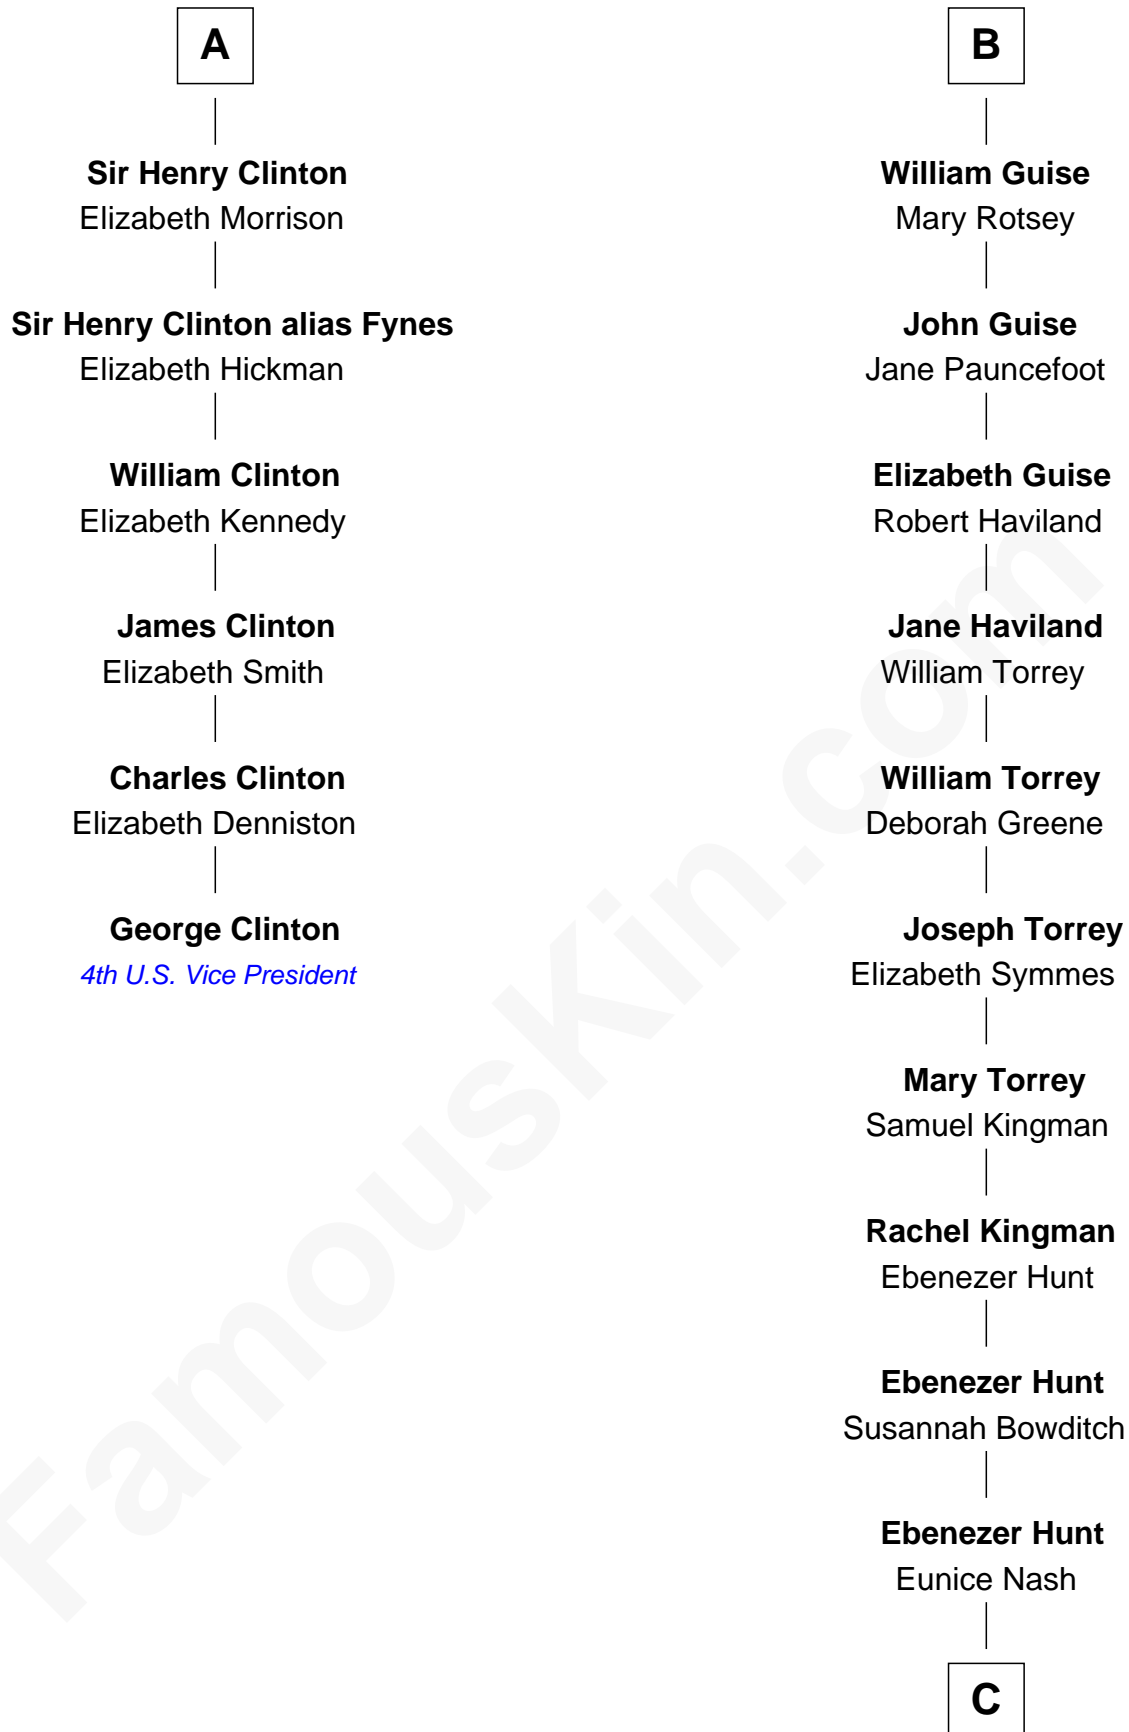 A
Sir Henry Clinton
Elizabeth Morrison
Sir Henry Clinton alias Fynes
Elizabeth Hickman
William Clinton
Elizabeth Kennedy
James Clinton
Elizabeth Smith
Charles Clinton
Elizabeth Denniston
George Clinton
4th U.S. Vice President
B
William Guise
Mary Rotsey
John Guise
Jane Pauncefoot
Elizabeth Guise
Robert Haviland
Jane Haviland
William Torrey
William Torrey
Deborah Greene
Joseph Torrey
Elizabeth Symmes
Mary Torrey
Samuel Kingman
Rachel Kingman
Ebenezer Hunt
Ebenezer Hunt
Susannah Bowditch
Ebenezer Hunt
Eunice Nash
C
FamousKin.com